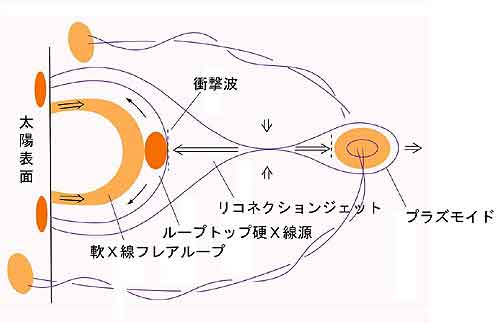 太陽表面
衝撃波
リコネクションジェット
プラズモイド
ループトップ硬X線源
軟X線フレアループ